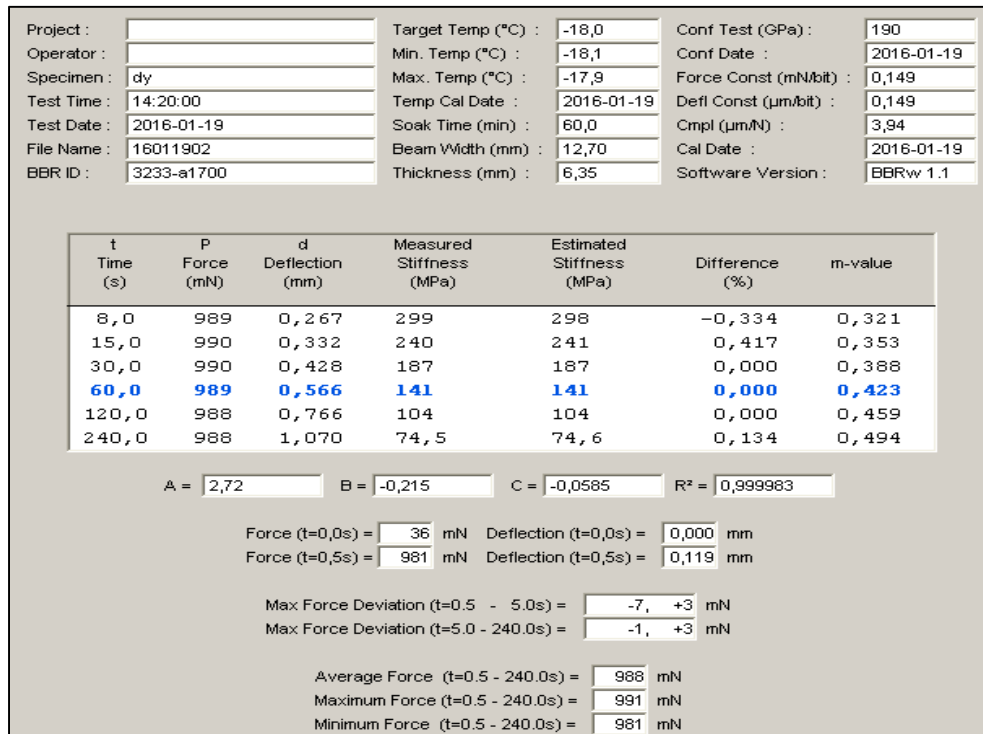 Project : Target Temp (°C) : -18,0 Conf Test (GPa) : 190
Operator : Min. Temp (°C) : -18,1 Conf Date : 2016-01-19
Specimen : dy Max. Temp (°C) : -17,9 Force Const (mN/bit) : 0,149
Test Time : 14:20:00 Temp Cal Date : 2016-01-19 Defl Const (µm/bit) : 0,149
Test Date : 2016-01-19 Soak Time (min) : 60,0 Cmpl (µm/N) : 3,94
File Name : 16011902 Beam Width (mm) : 12,70 Cal Date : 2016-01-19
BBR ID : 3233-a1700 Thickness (mm) : 6,35 Software Version : BBRw 1.1
t P d Measured Estimated
Time Force Deflection Stiffness Stiffness Difference m-value
(s) (mN) (mm) (MPa) (MPa) (%)
8,0 989 0,267 299 298 -0,334 0,321
15,0 990 0,332 240 241 0,417 0,353
30,0 990 0,428 187 187 0,000 0,388
60,0 989 0,566 141 141 0,000 0,423
120,0 988 0,766 104 104 0,000 0,459
240,0 988 1,070 74,5 74,6 0,134 0,494
A = 2,72 B = -0,215 C = -0,0585 R² = 0,999983
Force (t=0,0s) = 36 mN Deflection (t=0,0s) = 0,000 mm
Force (t=0,5s) = 981 mN Deflection (t=0,5s) = 0,119 mm
Max Force Deviation (t=0.5 - 5.0s) = -7, +3 mN
Max Force Deviation (t=5.0 - 240.0s) = -1, +3 mN
Average Force (t=0.5 - 240.0s) = 988 mN
Maximum Force (t=0.5 - 240.0s) = 991 mN
Minimum Force (t=0.5 - 240.0s) = 981 mN